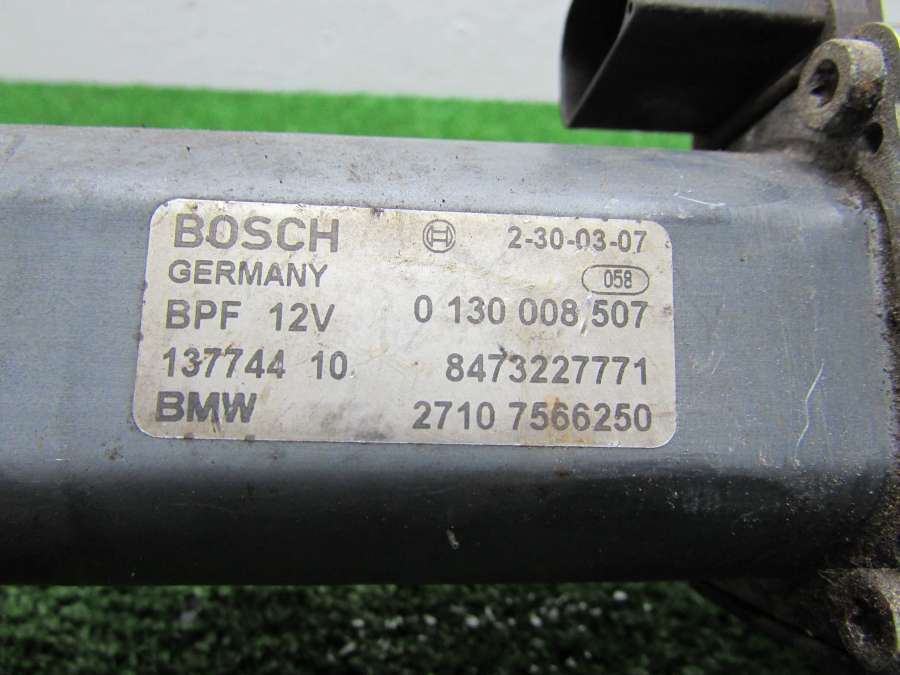 BOSCH 2-30-03-07
GERMANY 058
BPF 12V 0 130 008 507
137744 10 8473227771
BMW 2710 7566250